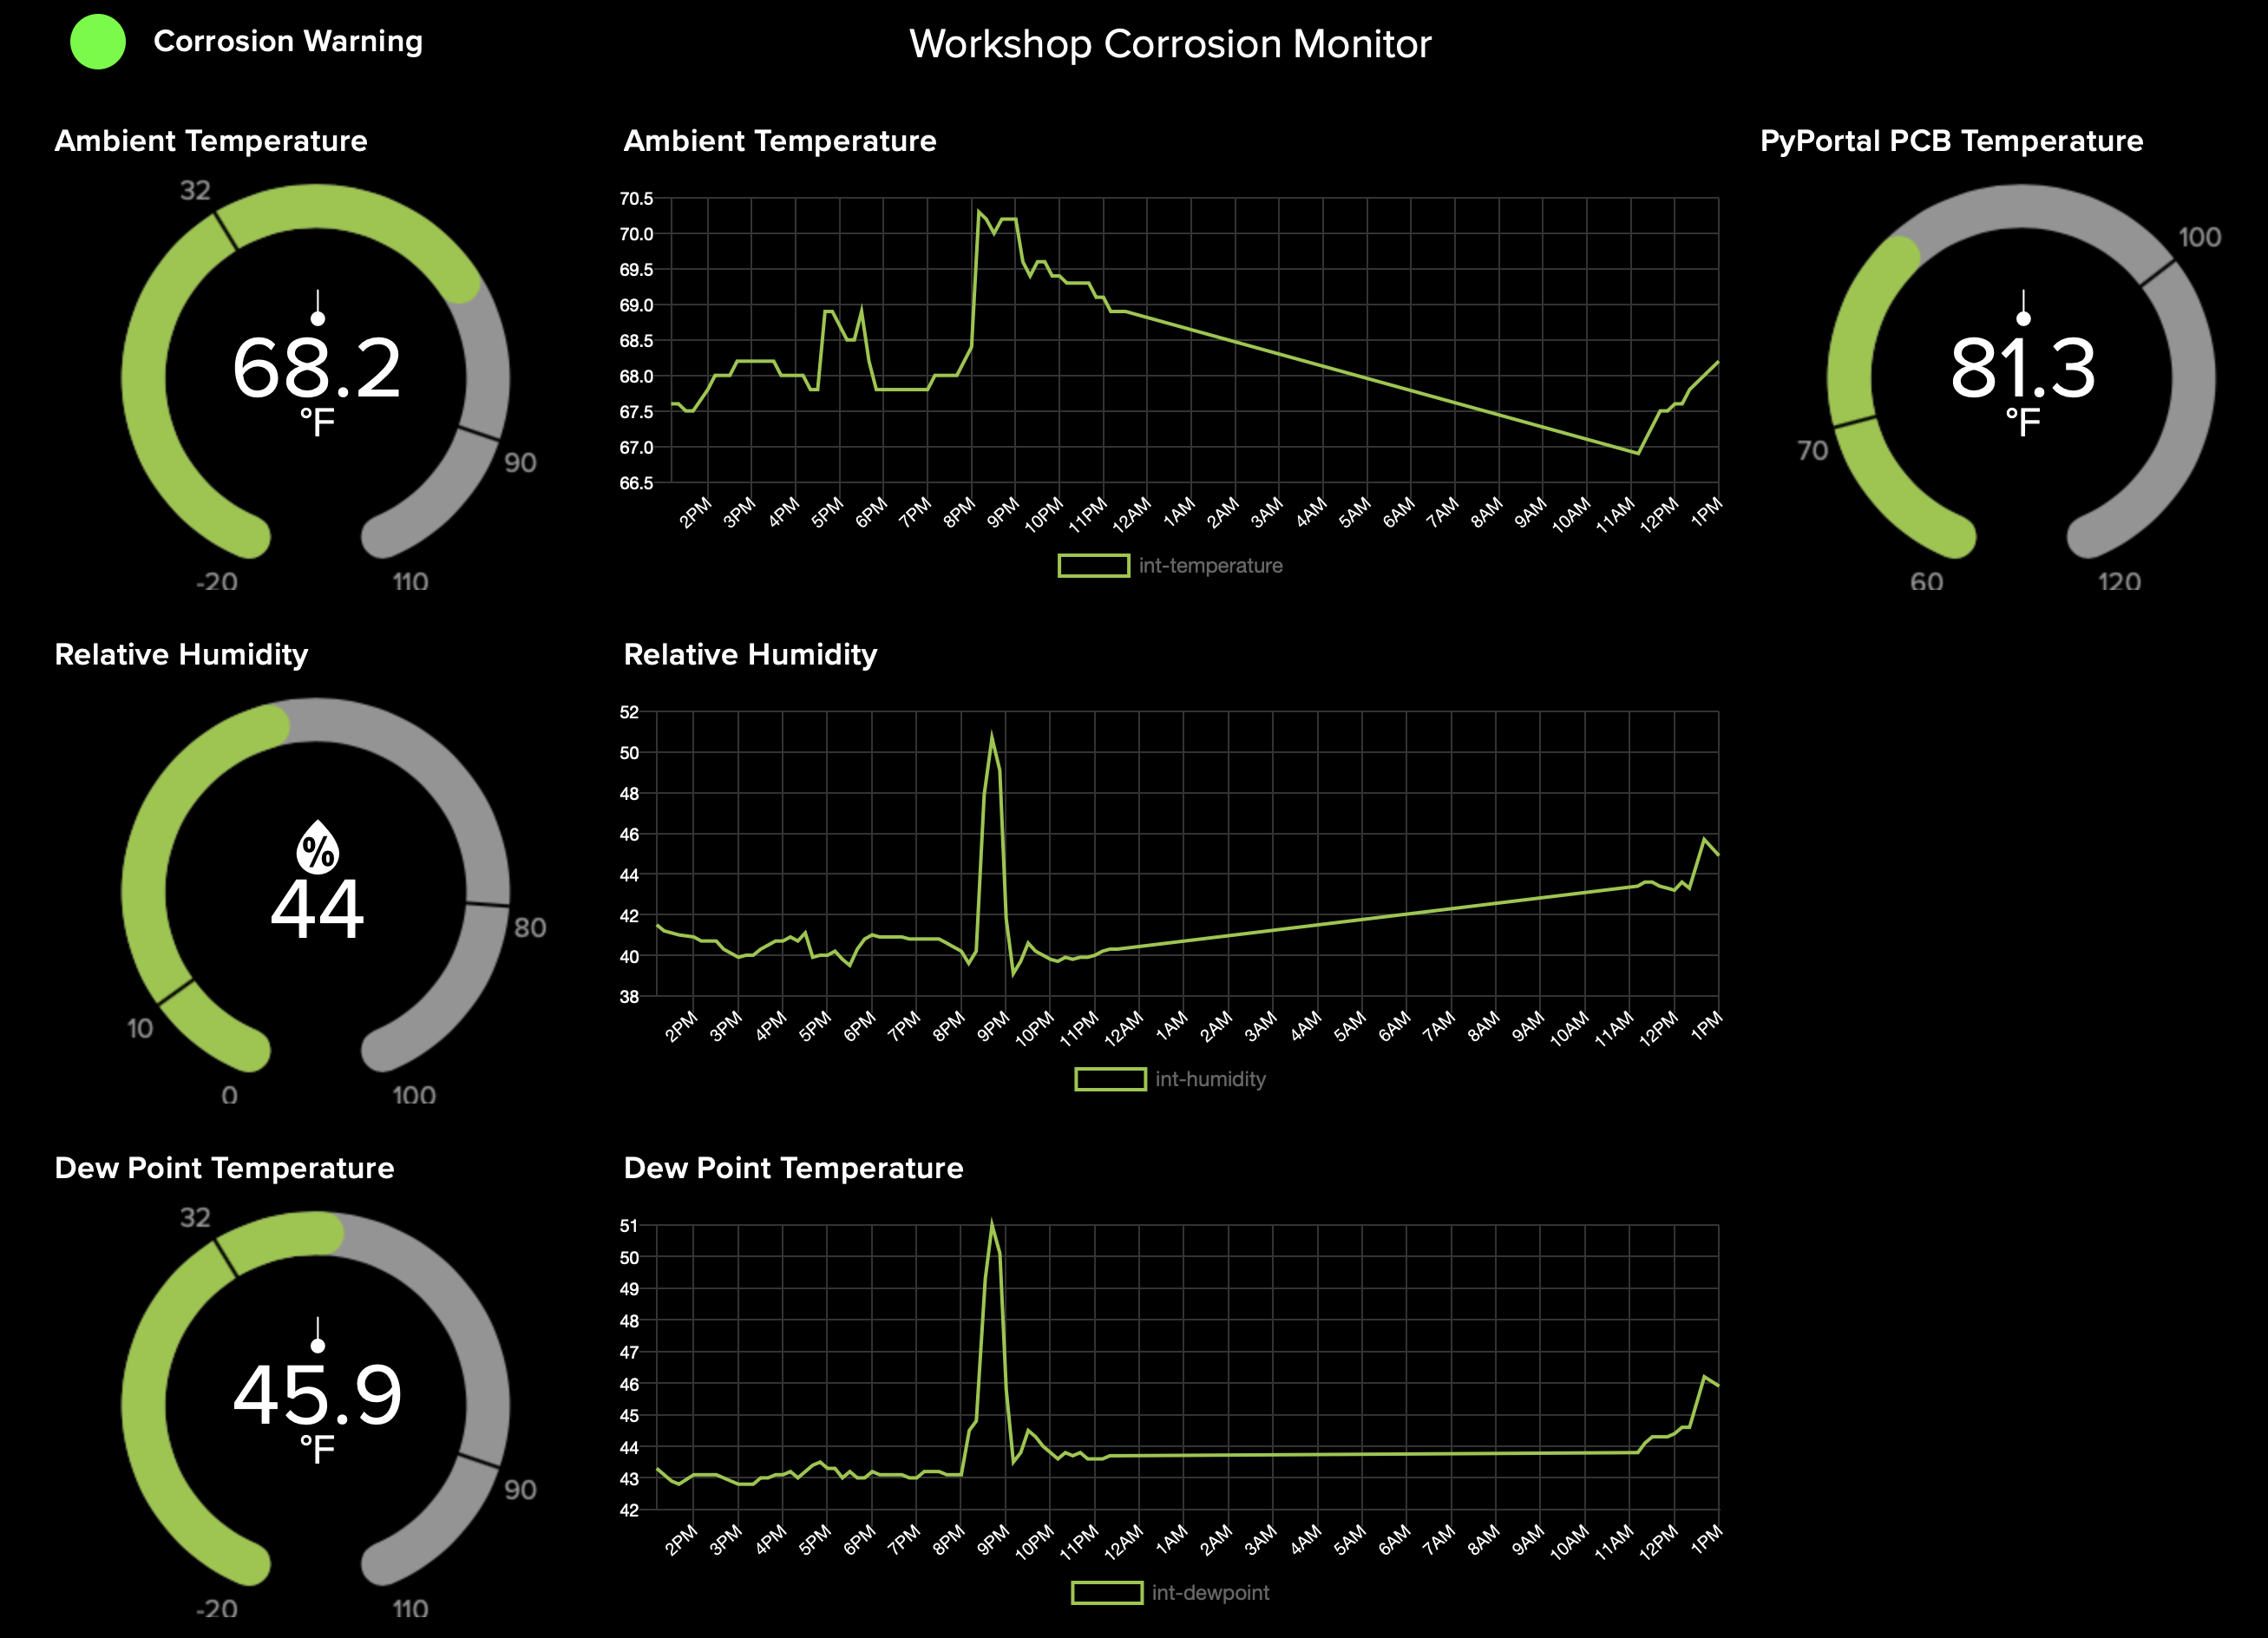 Corrosion Warning
Workshop Corrosion Monitor
Ambient Temperature
32
68.2
°F
90
-20
110
Ambient Temperature
70.5
70.0
69.5
69.0
68.5
68.0
67.5
67.0
66.5
2PM 3PM 4PM 5PM 6PM 7PM 8PM 9PM 10PM 11PM 12AM 1AM 2AM 3AM 4AM 5AM 6AM 7AM 8AM 9AM 10AM 11AM 12PM 1PM
int-temperature
PyPortal PCB Temperature
100
81.3
°F
70
60
120
Relative Humidity
%
44
80
10
0
100
Relative Humidity
52
50
48
46
44
42
40
38
2PM 3PM 4PM 5PM 6PM 7PM 8PM 9PM 10PM 11PM 12AM 1AM 2AM 3AM 4AM 5AM 6AM 7AM 8AM 9AM 10AM 11AM 12PM 1PM
int-humidity
Dew Point Temperature
32
45.9
°F
90
-20
110
Dew Point Temperature
51
50
49
48
47
46
45
44
43
42
2PM 3PM 4PM 5PM 6PM 7PM 8PM 9PM 10PM 11PM 12AM 1AM 2AM 3AM 4AM 5AM 6AM 7AM 8AM 9AM 10AM 11AM 12PM 1PM
int-dewpoint